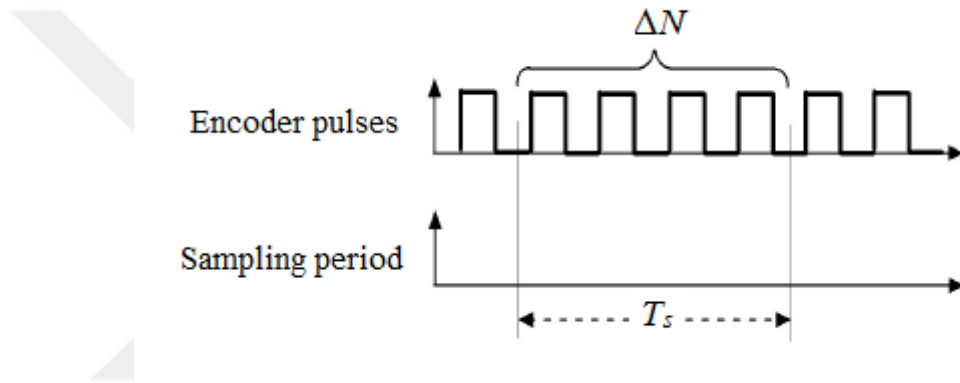 ΔN
Encoder pulses
Sampling period
Tₛ